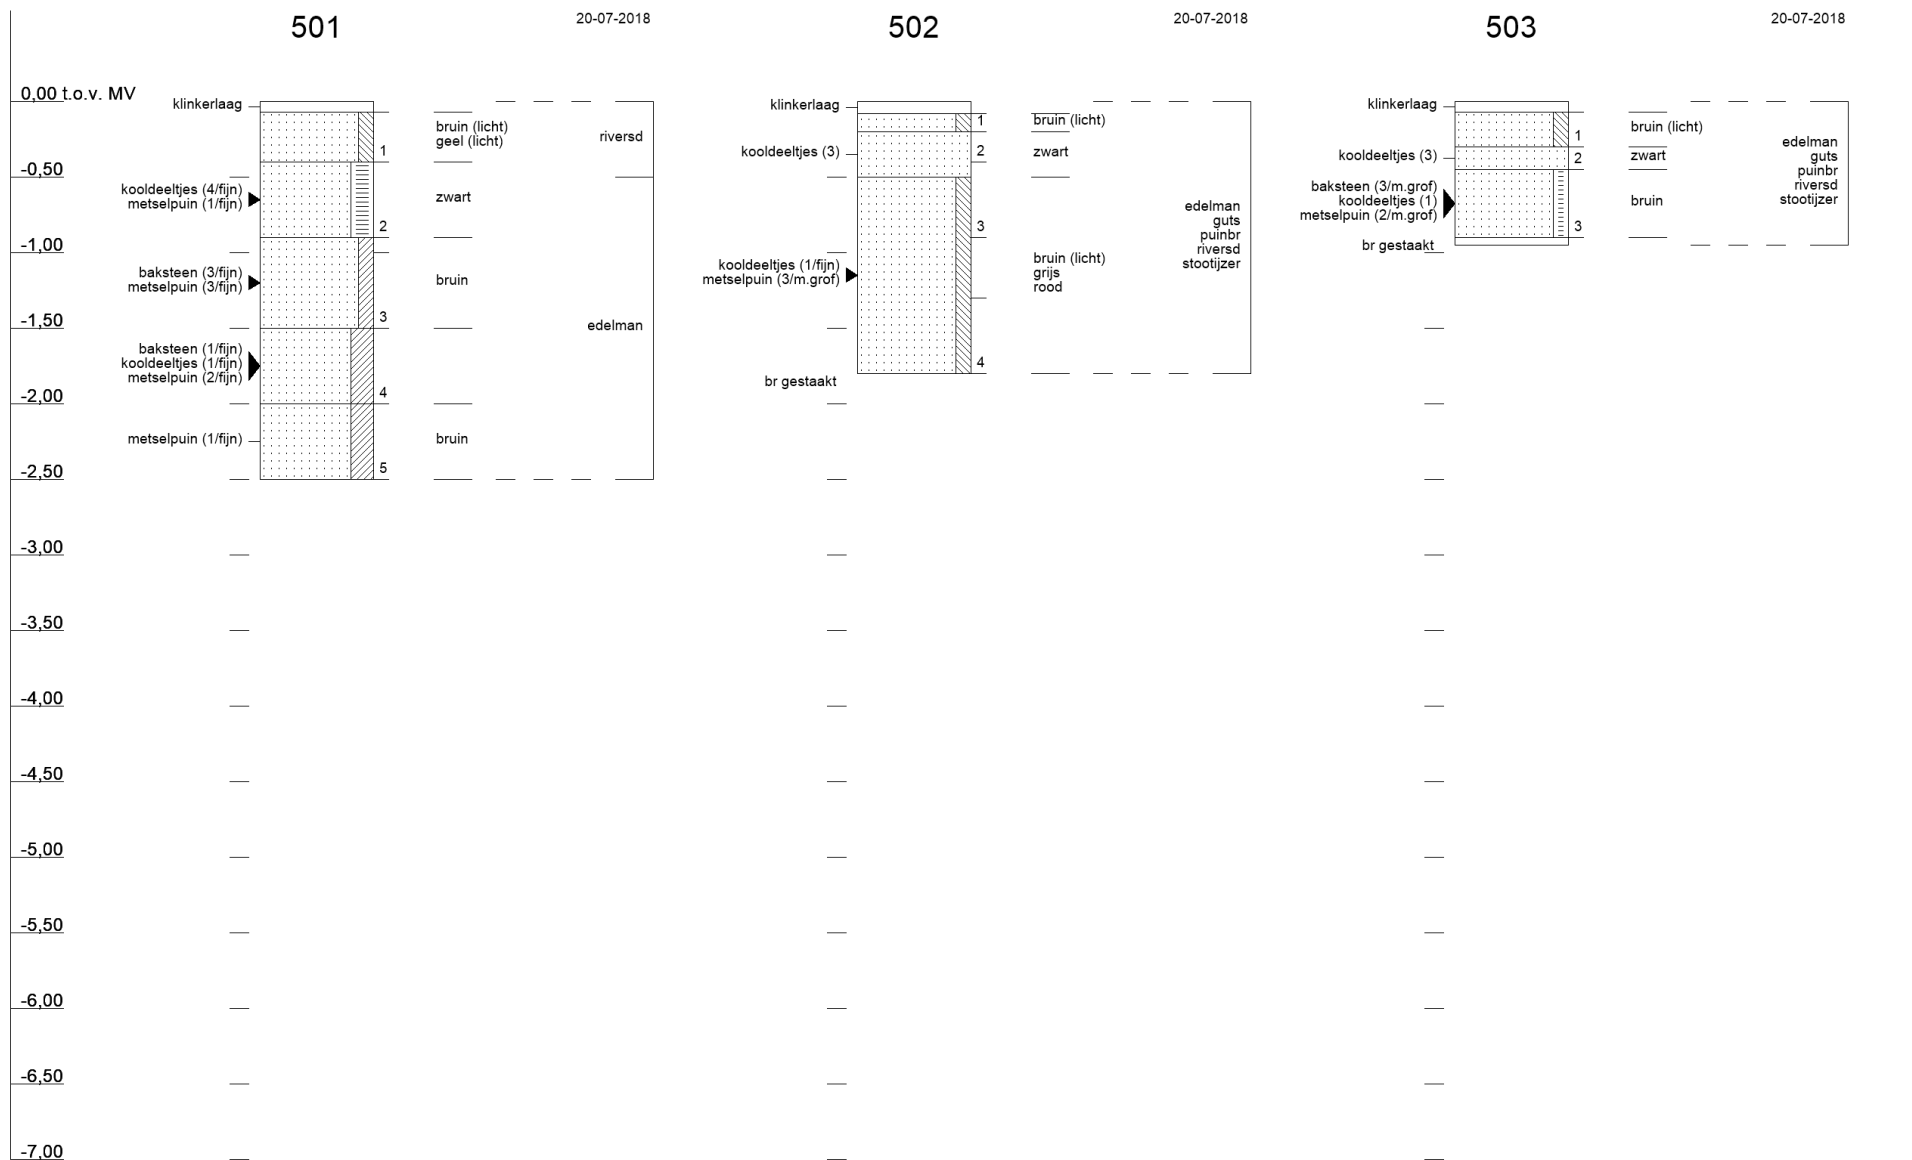 501
20-07-2018
502
20-07-2018
503
20-07-2018
0,00 t.o.v. MV
-0,50
-1,00
-1,50
-2,00
-2,50
-3,00
-3,50
-4,00
-4,50
-5,00
-5,50
-6,00
-6,50
-7,00
klinkerlaag
kooldeeltjes (4/fijn)
metselpuin (1/fijn)
baksteen (3/fijn)
metselpuin (3/fijn)
baksteen (1/fijn)
kooldeeltjes (1/fijn)
metselpuin (2/fijn)
metselpuin (1/fijn)
1
2
3
4
5
bruin (licht)
geel (licht)
zwart
bruin
bruin
riversd
edelman
klinkerlaag
kooldeeltjes (3)
kooldeeltjes (1/fijn)
metselpuin (3/m.grof)
br gestaakt
1
2
3
4
bruin (licht)
zwart
bruin (licht)
grijs
rood
edelman
guts
puinbr
riversd
stootijzer
klinkerlaag
kooldeeltjes (3)
baksteen (3/m.grof)
kooldeeltjes (1)
metselpuin (2/m.grof)
br gestaakt
1
2
3
bruin (licht)
zwart
bruin
edelman
guts
puinbr
riversd
stootijzer